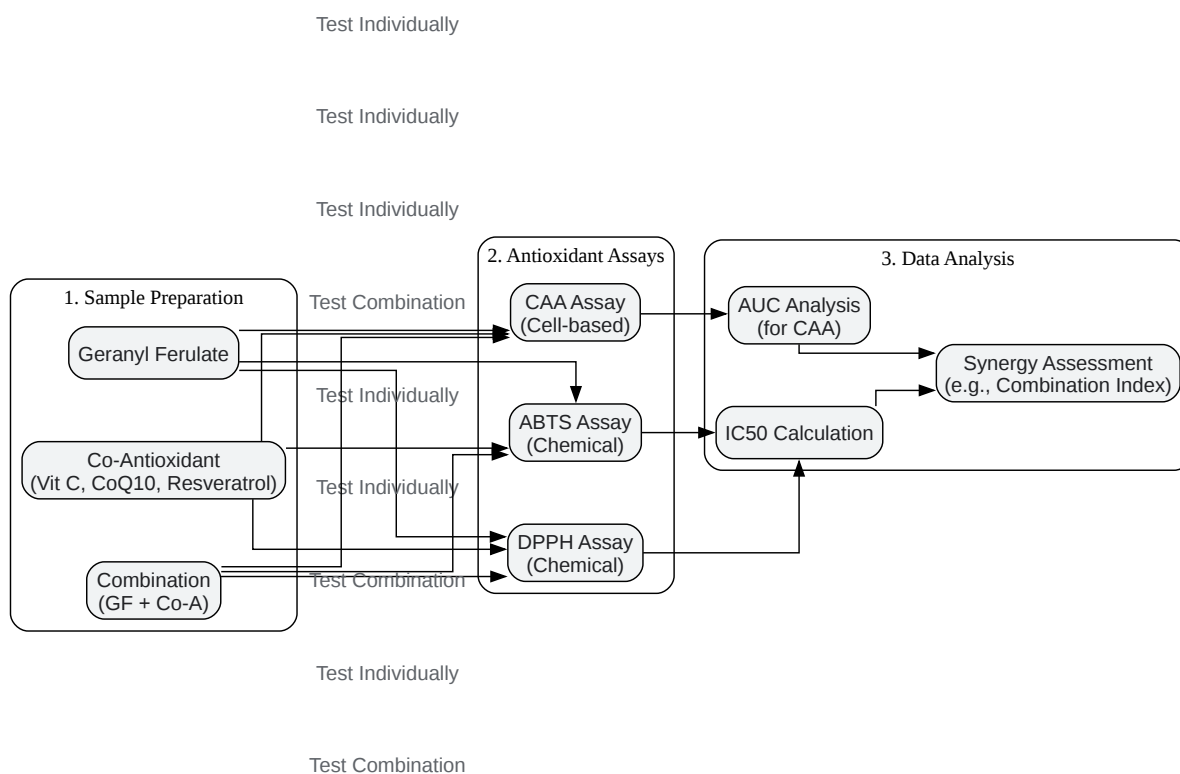 Test Individually
Test Individually
Test Individually
1. Sample Preparation
Geranyl Ferulate
Co-Antioxidant
(Vit C, CoQ10, Resveratrol)
Combination
(GF + Co-A)
Test Combination
Test Individually
Test Individually
Test Combination
Test Individually
Test Combination
2. Antioxidant Assays
CAA Assay
(Cell-based)
ABTS Assay
(Chemical)
DPPH Assay
(Chemical)
3. Data Analysis
AUC Analysis
(for CAA)
IC50 Calculation
Synergy Assessment
(e.g., Combination Index)